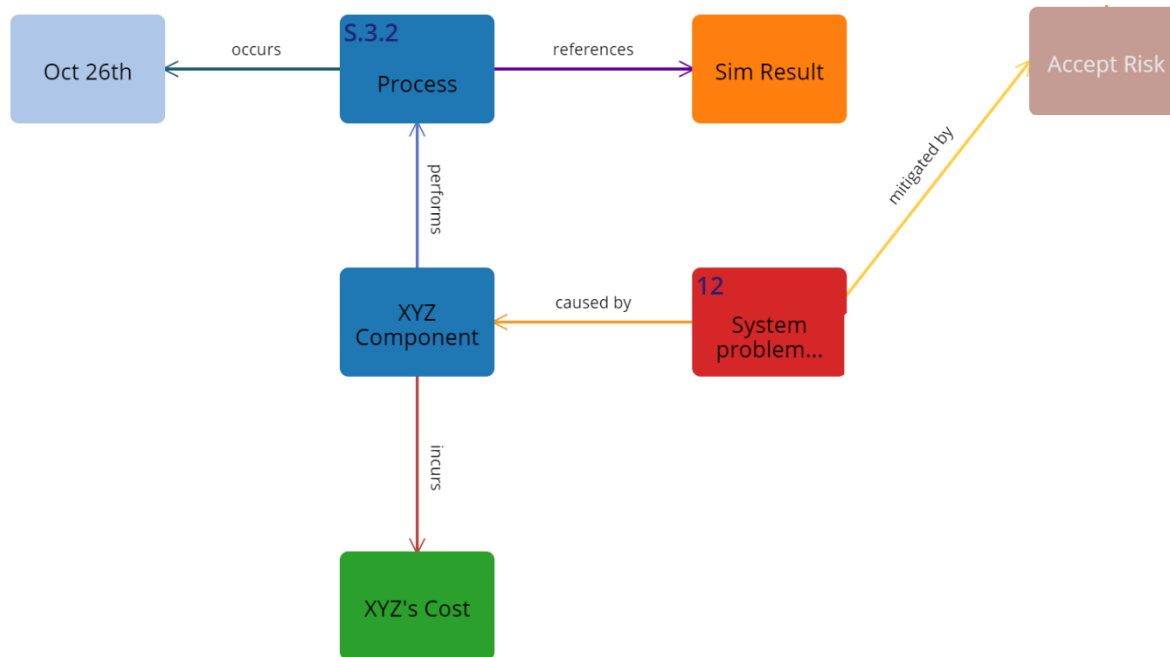 S.3.2
Oct 26th
occurs
Process
references
Sim Result
Accept Risk
mitigated by
performs
XYZ
Component
caused by
12
System
problem...
incurs
XYZ's Cost